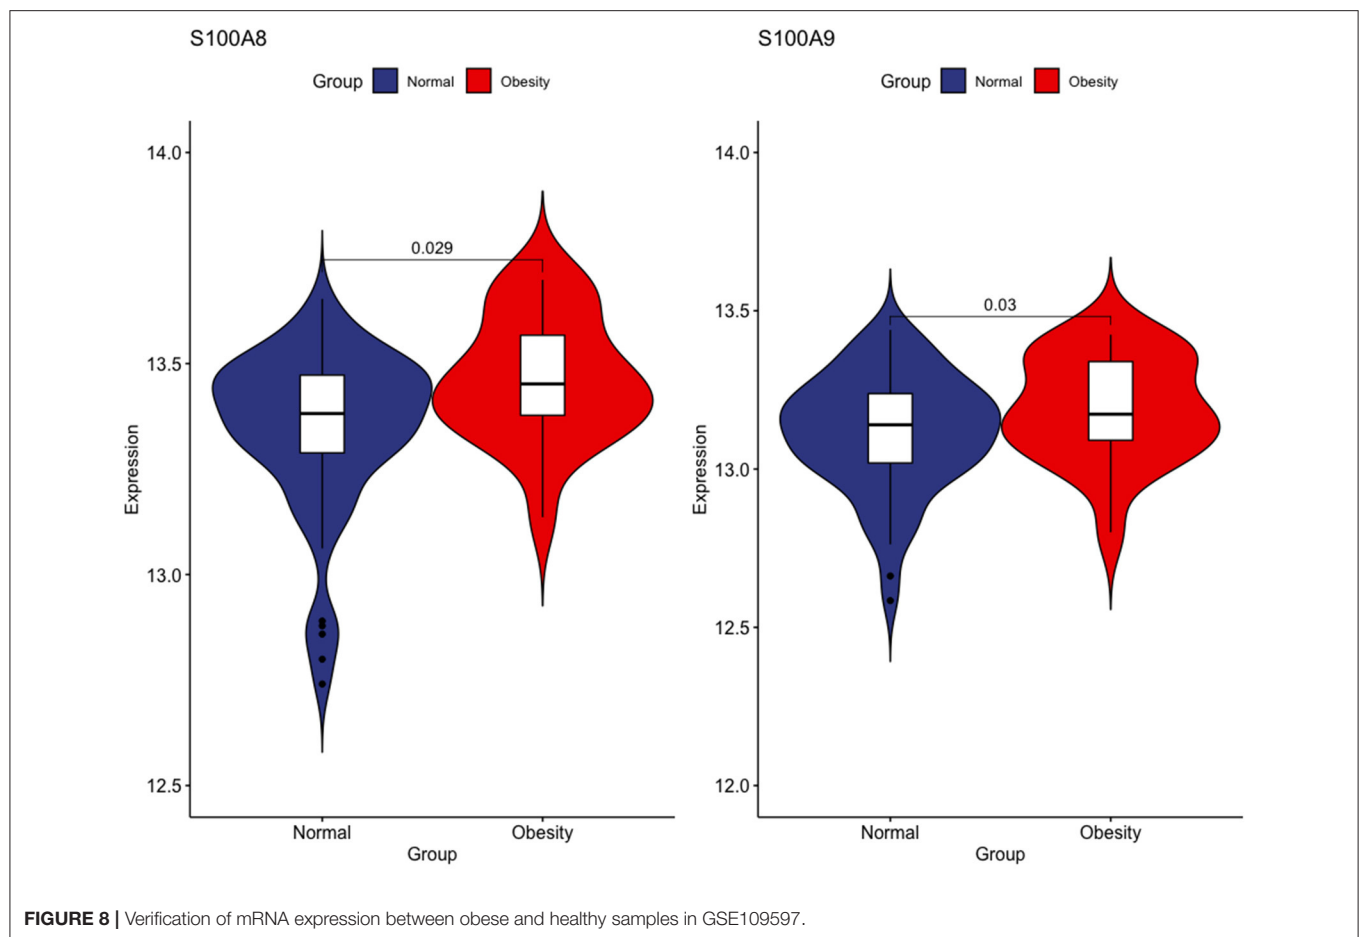 S100A8
Group Normal Obesity
14.0
0.029
13.5
Expression
13.0
12.5
Normal Obesity
Group
S100A9
Group Normal Obesity
14.0
13.5
0.03
Expression
13.0
12.5
12.0
Normal Obesity
Group
FIGURE 8 | Verification of mRNA expression between obese and healthy samples in GSE109597.